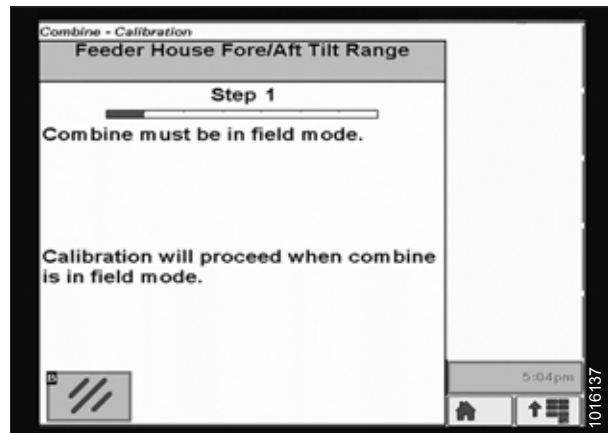 Combine - Calibration
Feeder House Fore/Aft Tilt Range
Step 1
Combine must be in field mode.
Calibration will proceed when combine
is in field mode.
B
5:04pm
1016137